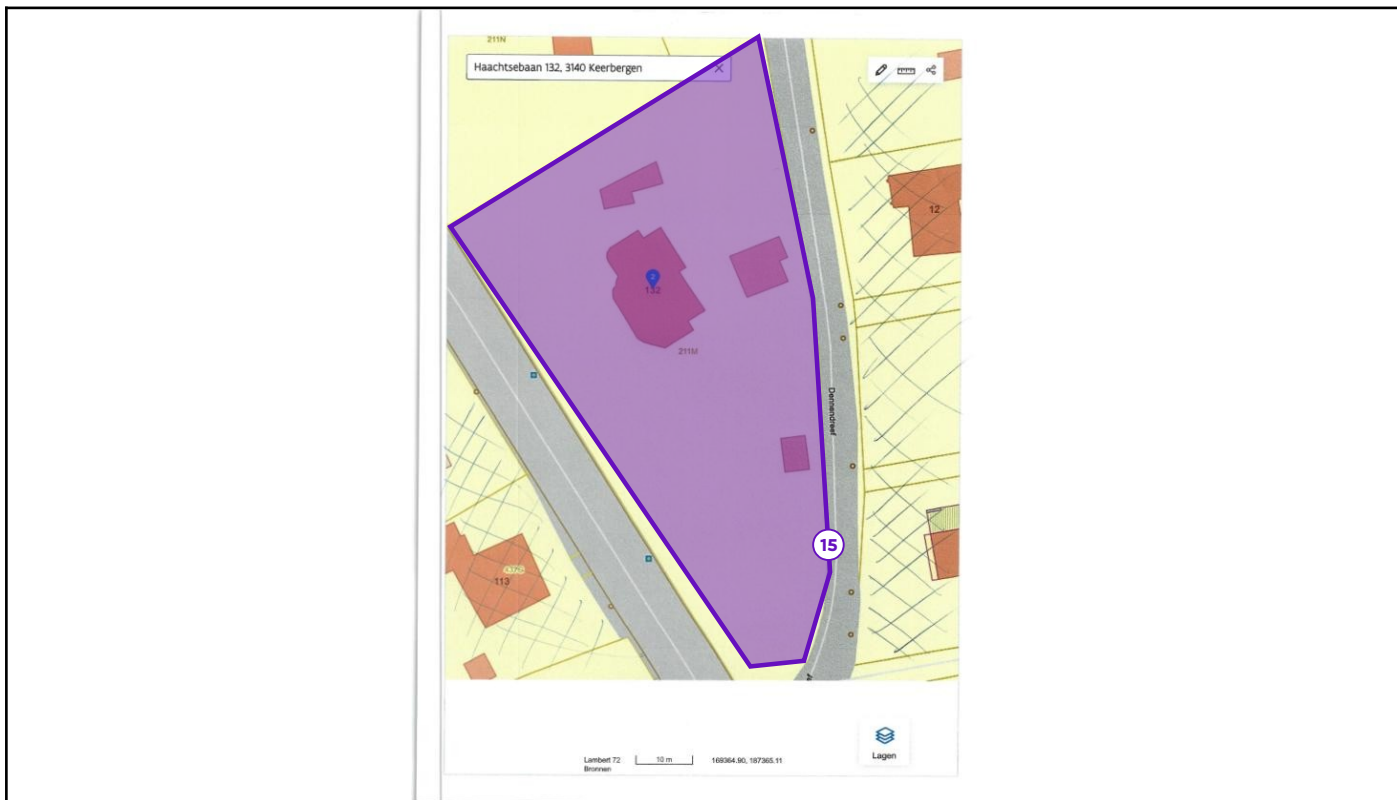 211N
Haachtsebaan 132, 3140 Keerbergen
12
2
132
211M
Dennendreef
15
113
Lagen
Lambert 72
10 m
169364.90, 187365.11
Bronnen